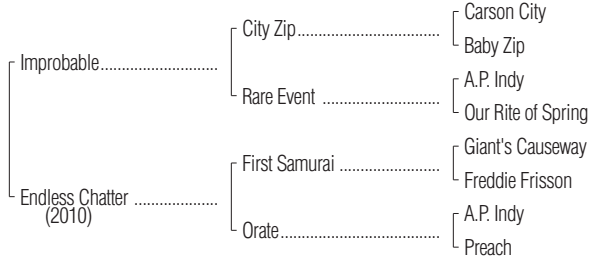 Carson City
City Zip
Baby Zip
Improbable
A.P. Indy
Rare Event
Our Rite of Spring
Giant's Causeway
First Samurai
Freddie Frisson
Endless Chatter
(2010)
A.P. Indy
Orate
Preach